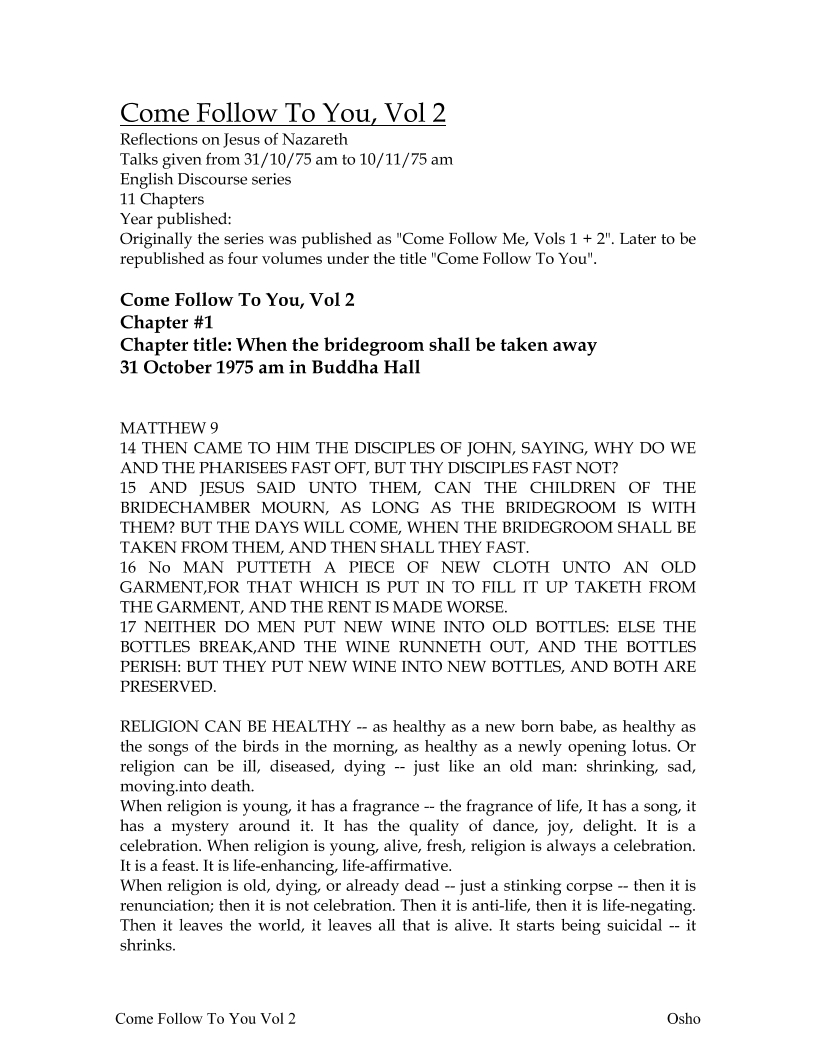 Come Follow To You, Vol 2
Reflections on Jesus of Nazareth
Talks given from 31/10/75 am to 10/11/75 am
English Discourse series
11 Chapters
Year published:
Originally the series was published as "Come Follow Me, Vols 1 + 2". Later to be
republished as four volumes under the title "Come Follow To You".
Come Follow To You, Vol 2
Chapter #1
Chapter title: When the bridegroom shall be taken away
31 October 1975 am in Buddha Hall
MATTHEW 9
14 THEN CAME TO HIM THE DISCIPLES OF JOHN, SAYING, WHY DO WE
AND THE PHARISEES FAST OFT, BUT THY DISCIPLES FAST NOT?
15 AND JESUS SAID UNTO THEM, CAN THE CHILDREN OF THE
BRIDECHAMBER MOURN, AS LONG AS THE BRIDEGROOM IS WITH
THEM? BUT THE DAYS WILL COME, WHEN THE BRIDEGROOM SHALL BE
TAKEN FROM THEM, AND THEN SHALL THEY FAST.
16 No MAN PUTTETH A PIECE OF NEW CLOTH UNTO AN OLD
GARMENT,FOR THAT WHICH IS PUT IN TO FILL IT UP TAKETH FROM
THE GARMENT, AND THE RENT IS MADE WORSE.
17 NEITHER DO MEN PUT NEW WINE INTO OLD BOTTLES: ELSE THE
BOTTLES BREAK,AND THE WINE RUNNETH OUT, AND THE BOTTLES
PERISH: BUT THEY PUT NEW WINE INTO NEW BOTTLES, AND BOTH ARE
PRESERVED.
RELIGION CAN BE HEALTHY -- as healthy as a new born babe, as healthy as
the songs of the birds in the morning, as healthy as a newly opening lotus. Or
religion can be ill, diseased, dying -- just like an old man: shrinking, sad,
moving.into death.
When religion is young, it has a fragrance -- the fragrance of life, It has a song, it
has a mystery around it. It has the quality of dance, joy, delight. It is a
celebration. When religion is young, alive, fresh, religion is always a celebration.
It is a feast. It is life-enhancing, life-affirmative.
When religion is old, dying, or already dead -- just a stinking corpse -- then it is
renunciation; then it is not celebration. Then it is anti-life, then it is life-negating.
Then it leaves the world, it leaves all that is alive. It starts being suicidal -- it
shrinks.
Come Follow To You Vol 2 Osho